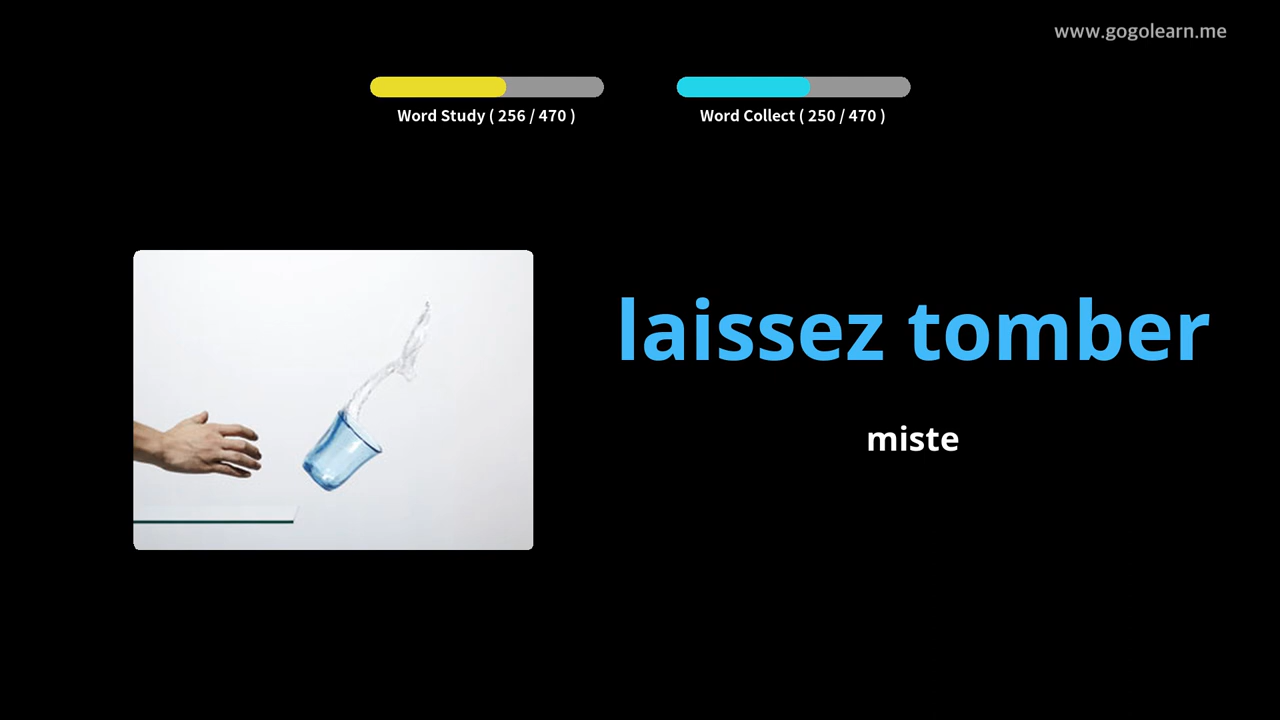 www.gogolearn.me
Word Study ( 256 / 470 )
Word Collect ( 250 / 470 )
laissez tomber
miste